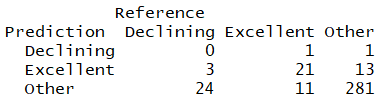 Reference
Prediction Declining Excellent Other
Declining 0 1 1
Excellent 3 21 13
Other 24 11 281